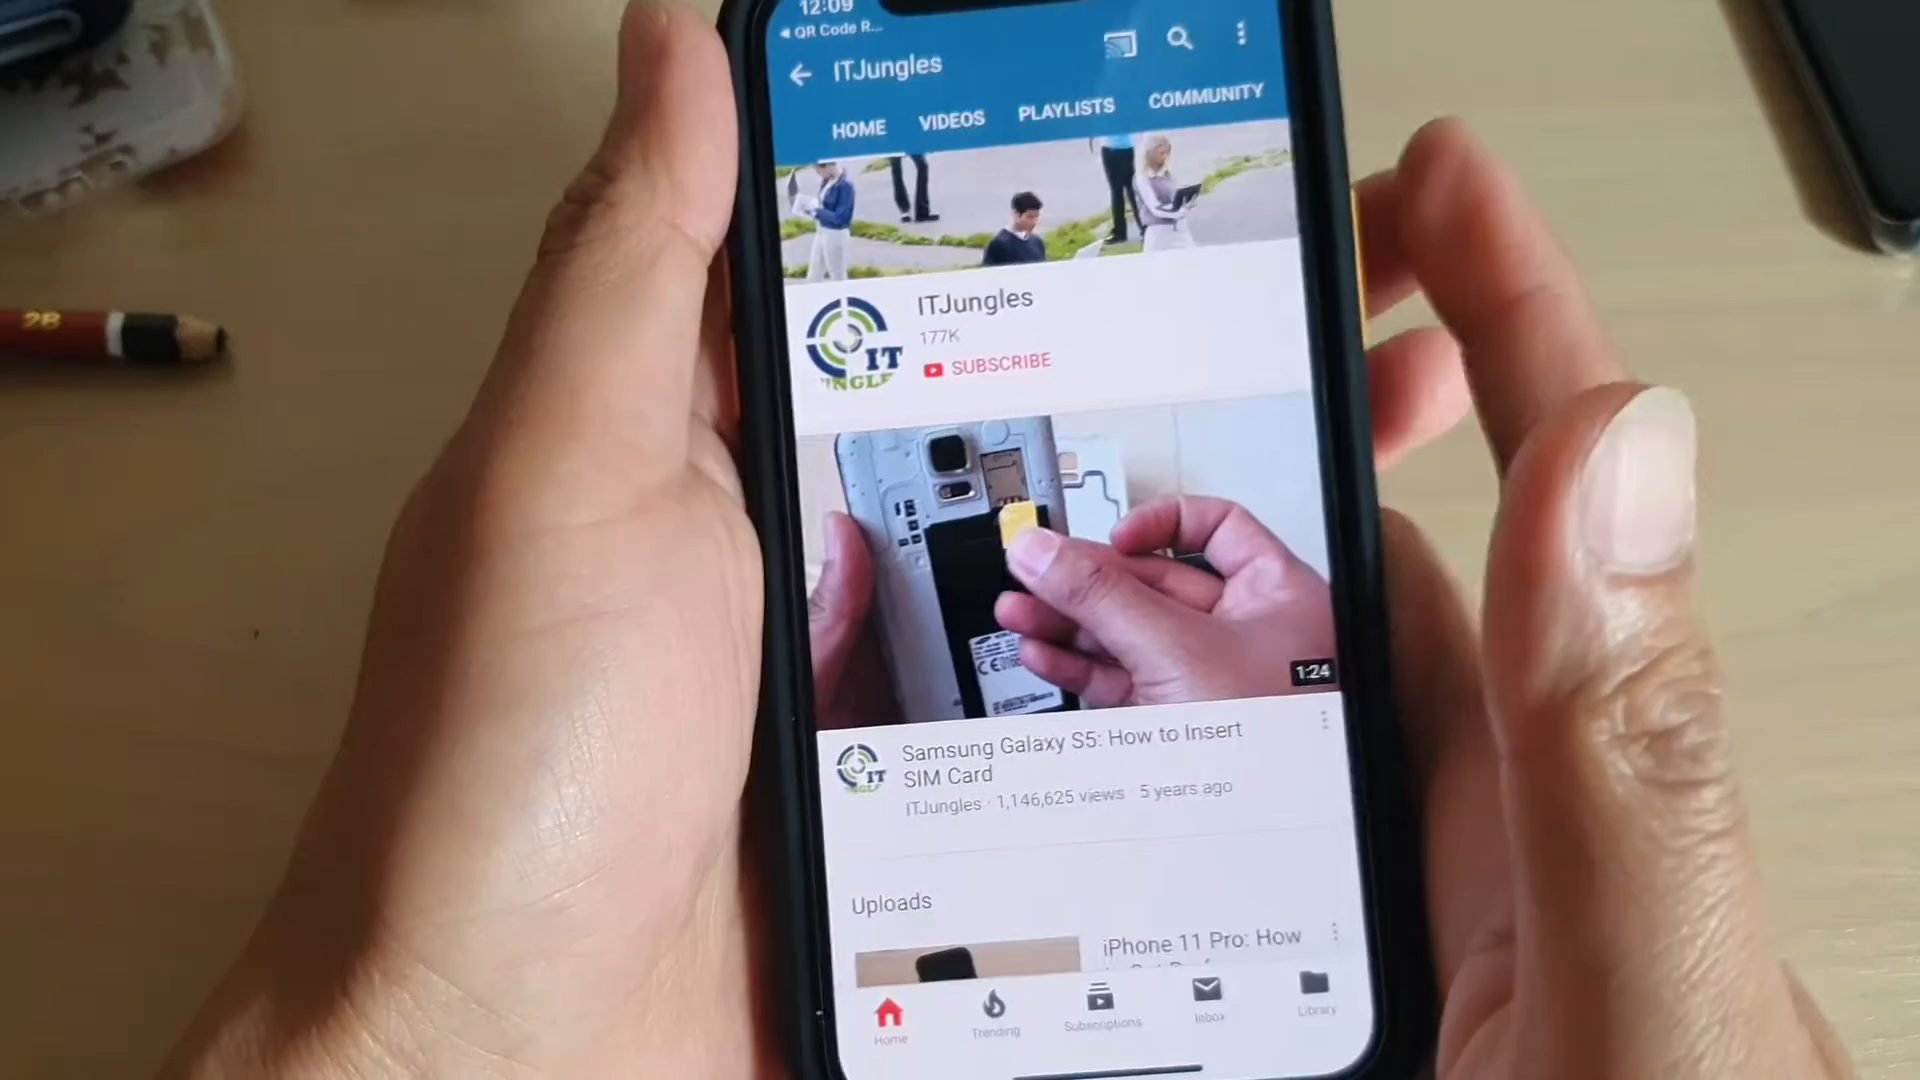 12:09
QR Code R...
ITJungles
HOME VIDEOS PLAYLISTS COMMUNITY
ITJungles
177K
SUBSCRIBE
IT
1:24
Samsung Galaxy S5: How to Insert
SIM Card
ITJungles · 1,146,625 views · 5 years ago
IT
Uploads
iPhone 11 Pro: How
Home Trending Subscriptions Inbox Library
2B